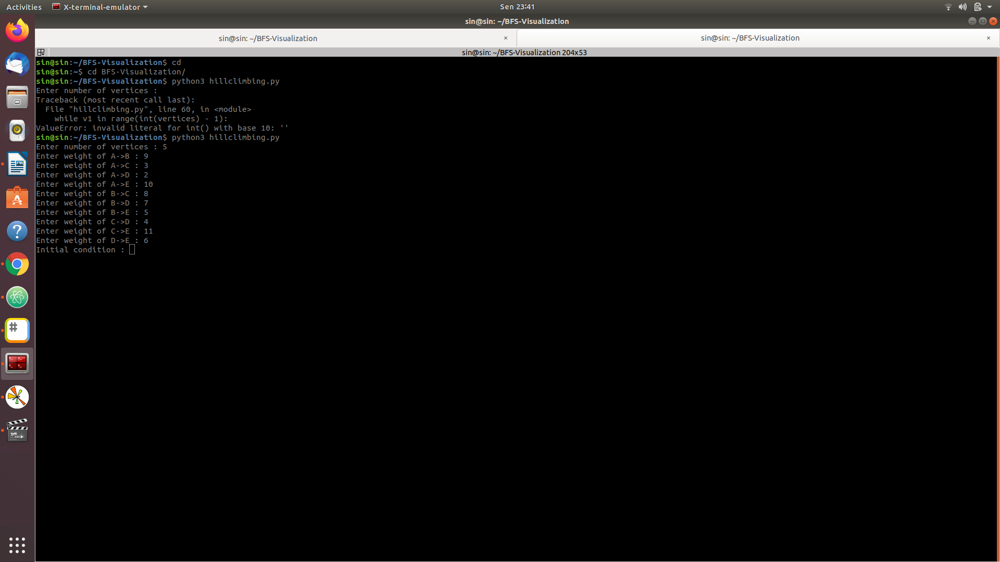 Activities X-terminal-emulator Sen 23:41
sin@sin: ~/BFS-Visualization
sin@sin: ~/BFS-Visualization × sin@sin: ~/BFS-Visualization ×
sin@sin: ~/BFS-Visualization 204x53
sin@sin:~/BFS-Visualization$ cd
sin@sin:~$ cd BFS-Visualization/
sin@sin:~/BFS-Visualization$ python3 hillclimbing.py
Enter number of vertices :
Traceback (most recent call last):
  File "hillclimbing.py", line 60, in <module>
    while v1 in range(int(vertices) - 1):
ValueError: invalid literal for int() with base 10: ''
sin@sin:~/BFS-Visualization$ python3 hillclimbing.py
Enter number of vertices : 5
Enter weight of A->B : 9
Enter weight of A->C : 3
Enter weight of A->D : 2
Enter weight of A->E : 10
Enter weight of B->C : 8
Enter weight of B->D : 7
Enter weight of B->E : 5
Enter weight of C->D : 4
Enter weight of C->E : 11
Enter weight of D->E : 6
Initial condition :